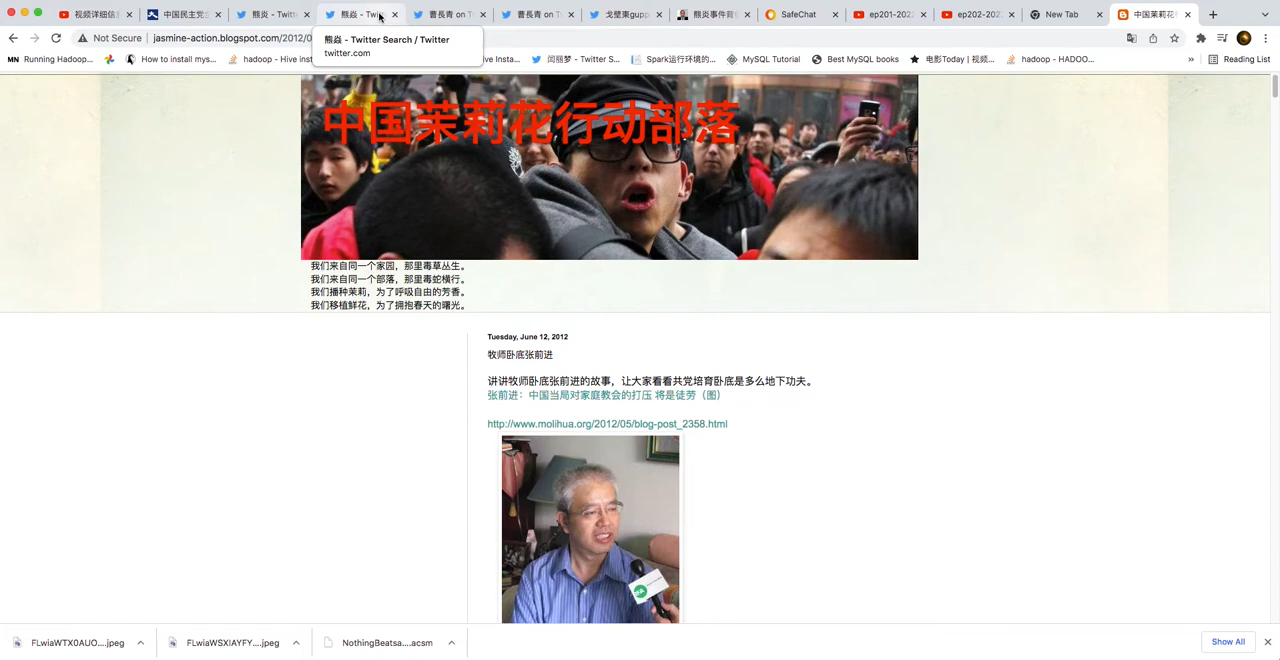 视频详细信息
中国民主党
熊炎 - Twitt
熊焱 - Twi
曹長青 on T
曹長青 on Tw
戈壁東gupp
熊炎事件背
SafeChat
ep201-202
ep202-202
New Tab
中国茉莉花
Not Secure
jasmine-action.blogspot.com/2012/0
熊焱 - Twitter Search / Twitter
twitter.com
MN Running Hadoop...
How to install mys...
hadoop - Hive inst
ve Insta...
闫丽梦 - Twitter S...
Spark运行环境的...
MySQL Tutorial
Best MySQL books
电影Today | 视频...
hadoop - HADOO...
»
Reading List
中国茉莉花行动部落
我们来自同一个家园，那里毒草丛生。
我们来自同一个部落，那里毒蛇横行。
我们播种茉莉，为了呼吸自由的芳香。
我们移植鲜花，为了拥抱春天的曙光。
Tuesday, June 12, 2012
牧师卧底张前进
讲讲牧师卧底张前进的故事，让大家看看共党培育卧底是多么地下功夫。
张前进：中国当局对家庭教会的打压 将是徒劳（图）
http://www.molihua.org/2012/05/blog-post_2358.html
FLwiaWTX0AUO....jpeg
FLwiaWSXIAYFY....jpeg
NothingBeatsa....acsm
Show All